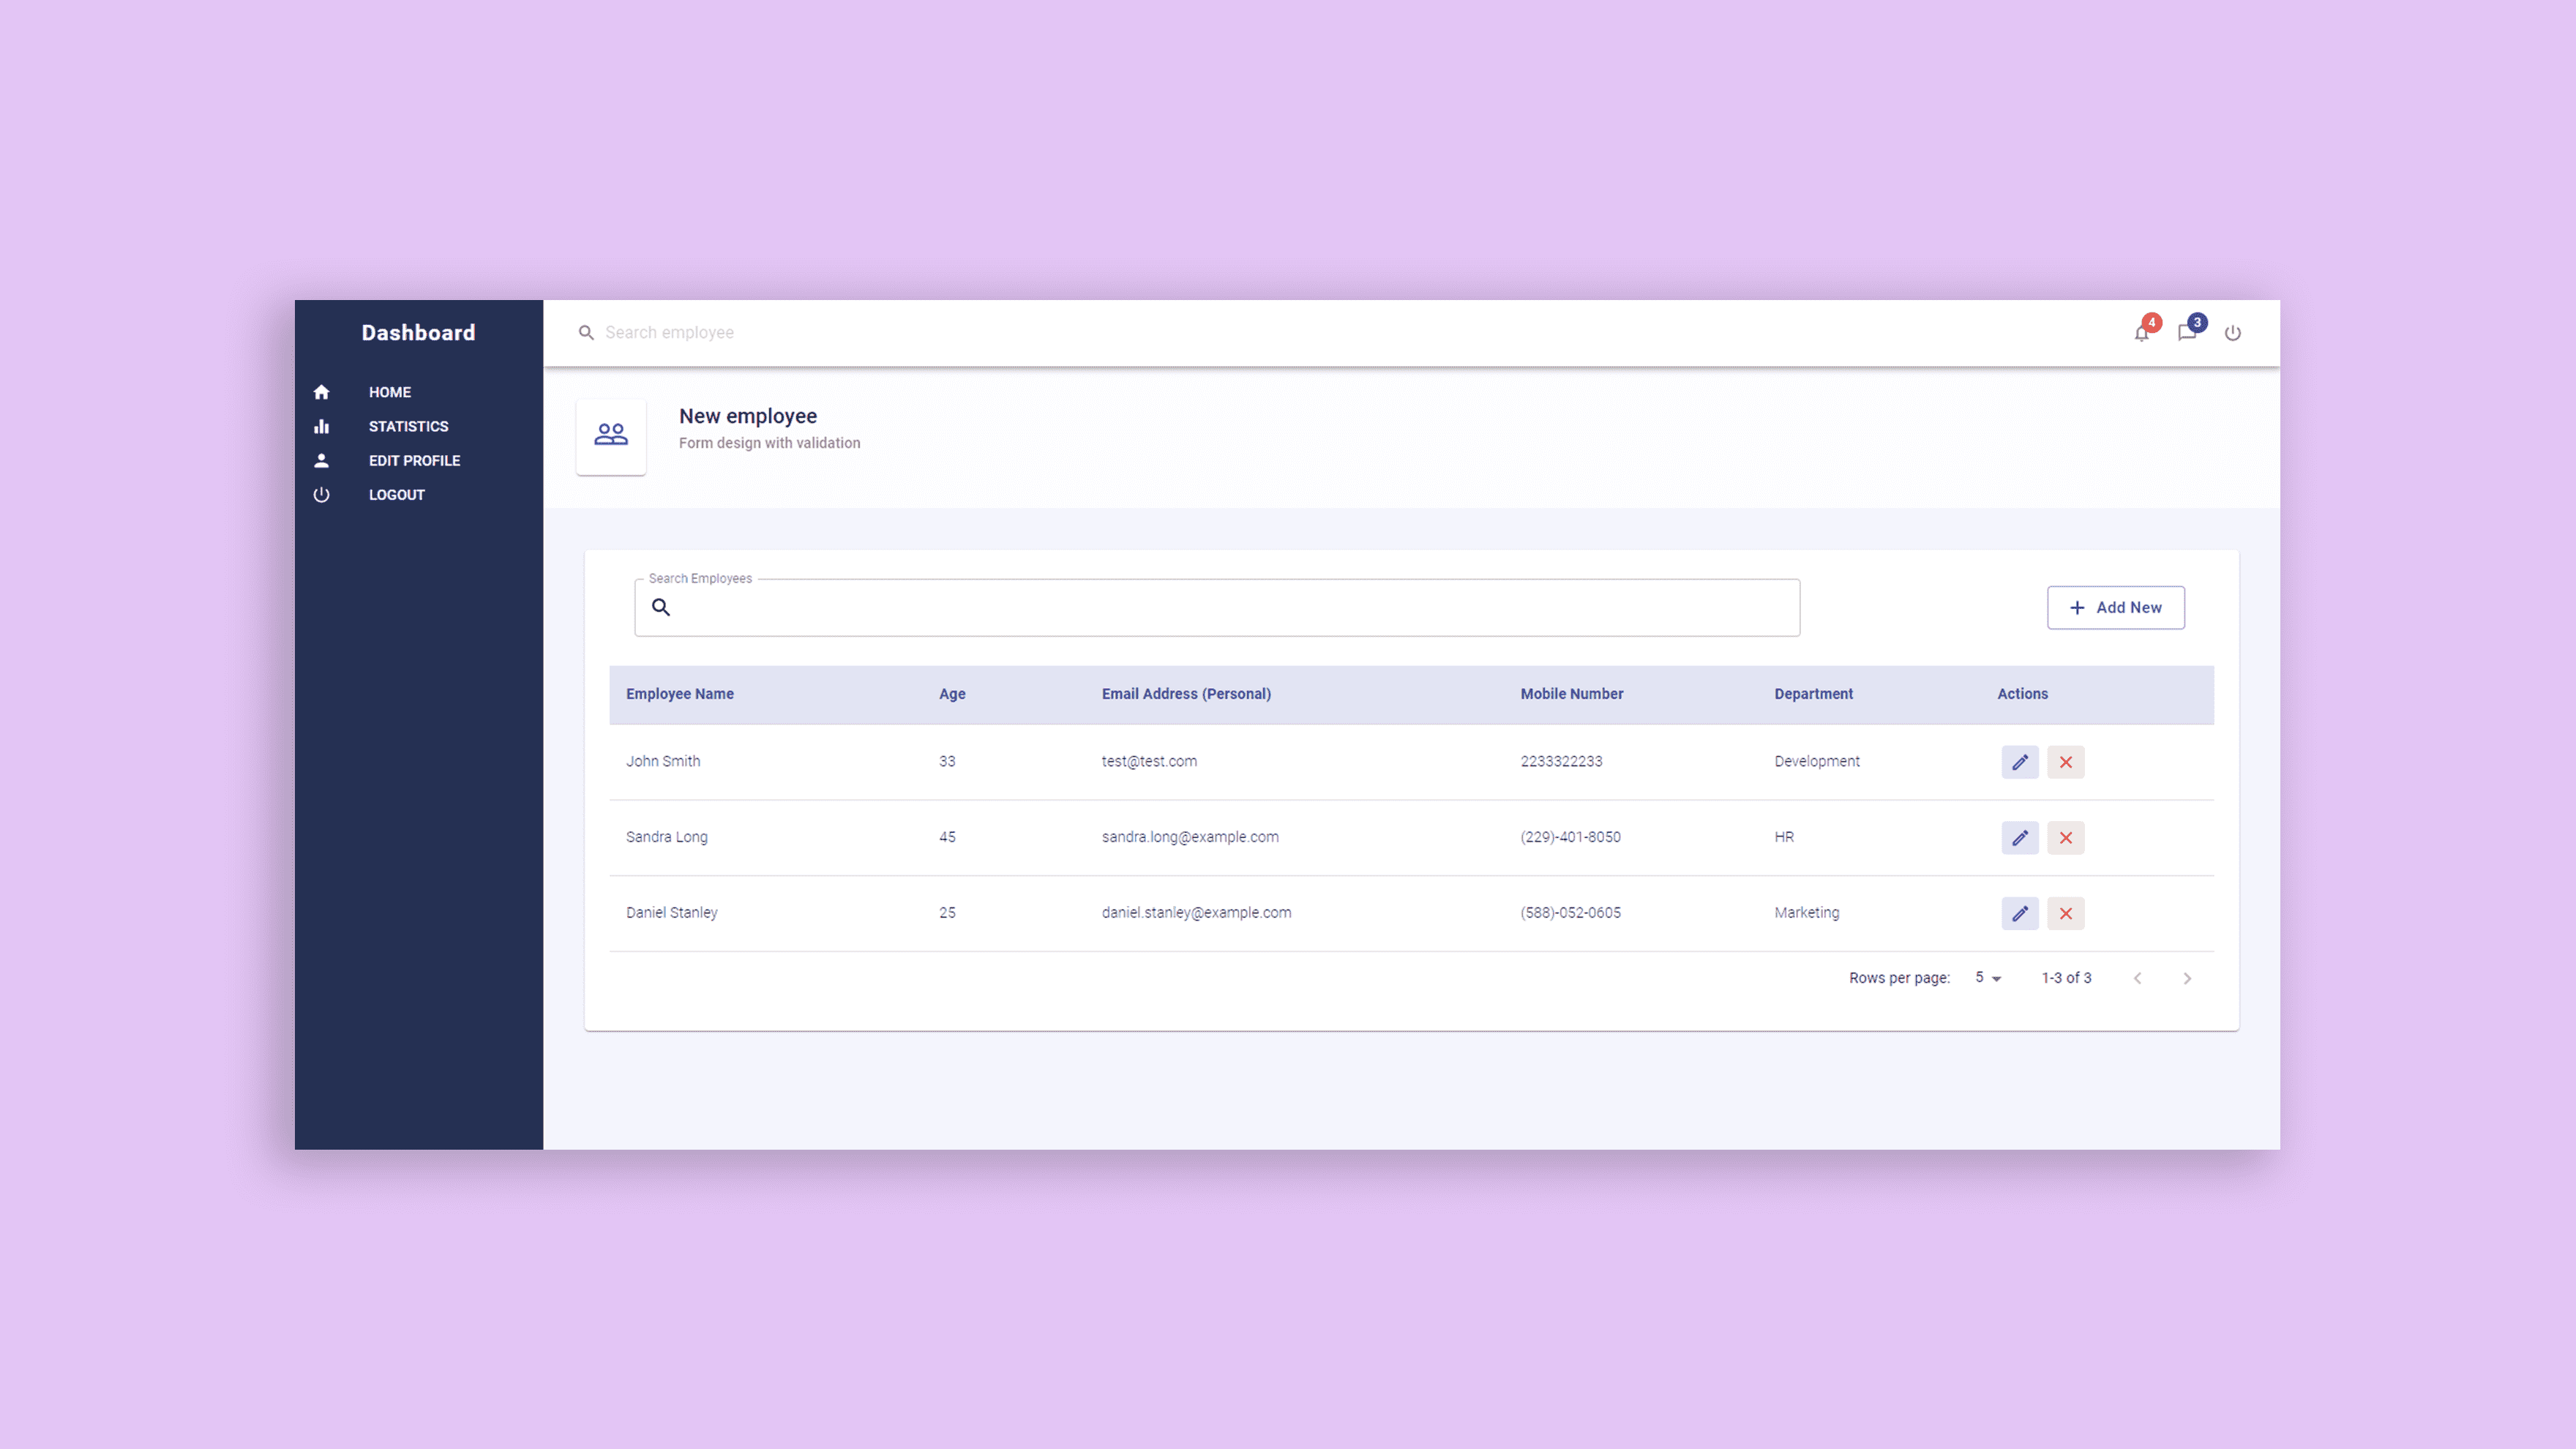 Dashboard
HOME
STATISTICS
EDIT PROFILE
LOGOUT
Search employee
4
3
New employee
Form design with validation
Search Employees
Add New
Employee Name Age Email Address (Personal) Mobile Number Department Actions
John Smith 33 test@test.com 2233322233 Development
Sandra Long 45 sandra.long@example.com (229)-401-8050 HR
Daniel Stanley 25 daniel.stanley@example.com (588)-052-0605 Marketing
Rows per page: 5 1-3 of 3